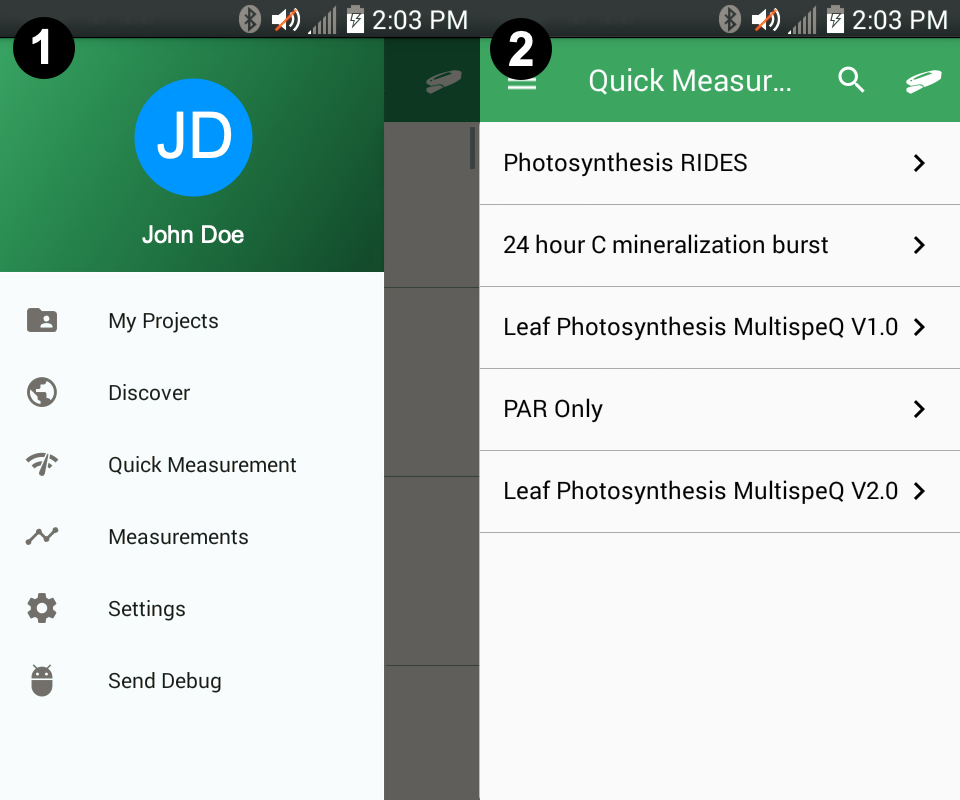 1
2:03 PM
JD
John Doe
My Projects
Discover
Quick Measurement
Measurements
Settings
Send Debug
2
2:03 PM
Quick Measur...
Photosynthesis RIDES
24 hour C mineralization burst
Leaf Photosynthesis MultispeQ V1.0
PAR Only
Leaf Photosynthesis MultispeQ V2.0